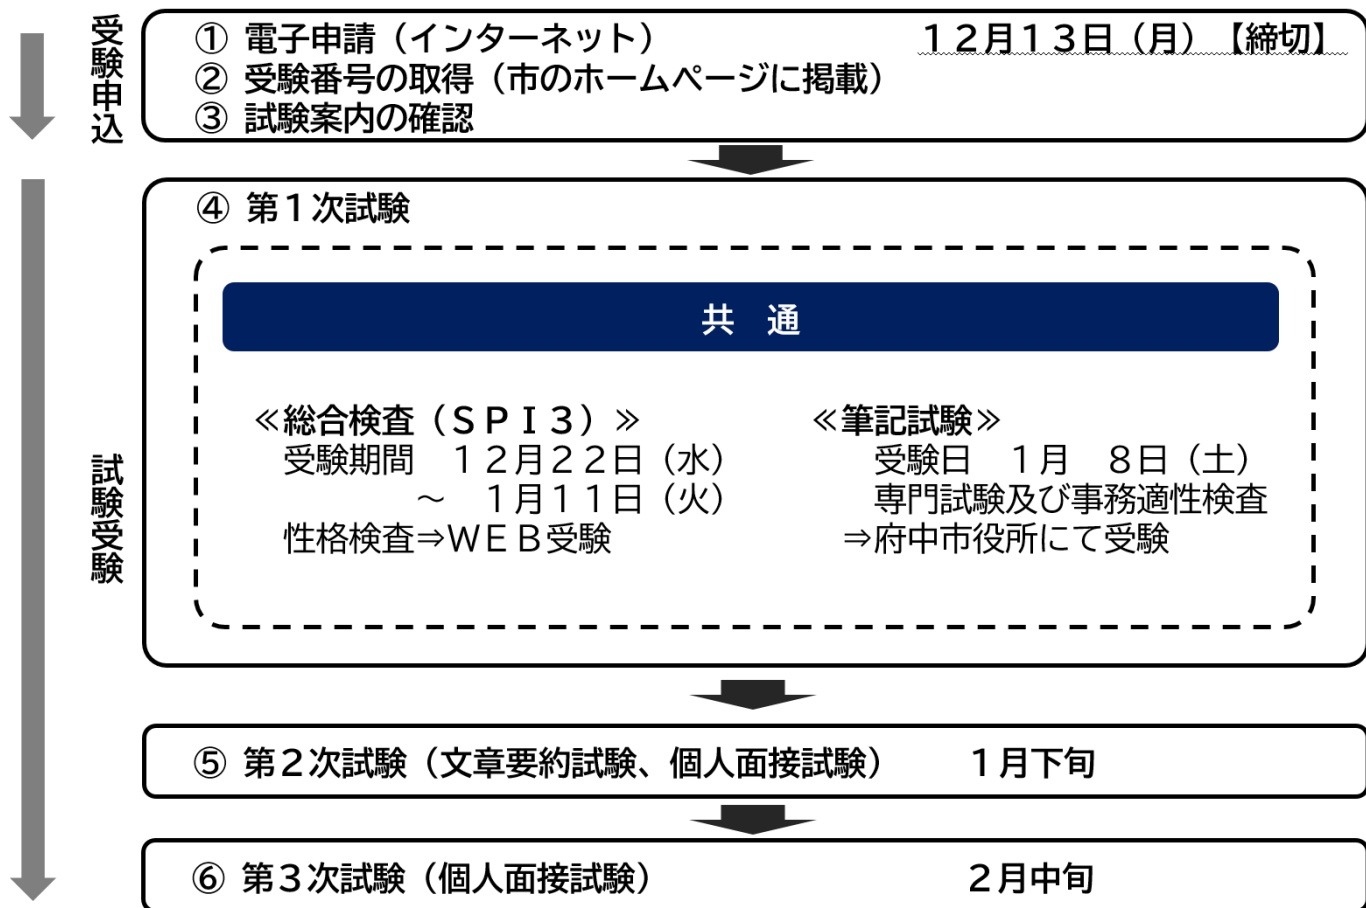 受験申込
① 電子申請（インターネット）　１２月１３日（月）【締切】
② 受験番号の取得（市のホームページに掲載）
③ 試験案内の確認
試験受験
④ 第１次試験
共　通
≪総合検査（ＳＰＩ３）≫
受験期間　１２月２２日（水）
～　１月１１日（火）
性格検査⇒ＷＥＢ受験
≪筆記試験≫
受験日　１月　８日（土）
専門試験及び事務適性検査
⇒府中市役所にて受験
⑤ 第２次試験（文章要約試験、個人面接試験）　１月下旬
⑥ 第３次試験（個人面接試験）　２月中旬